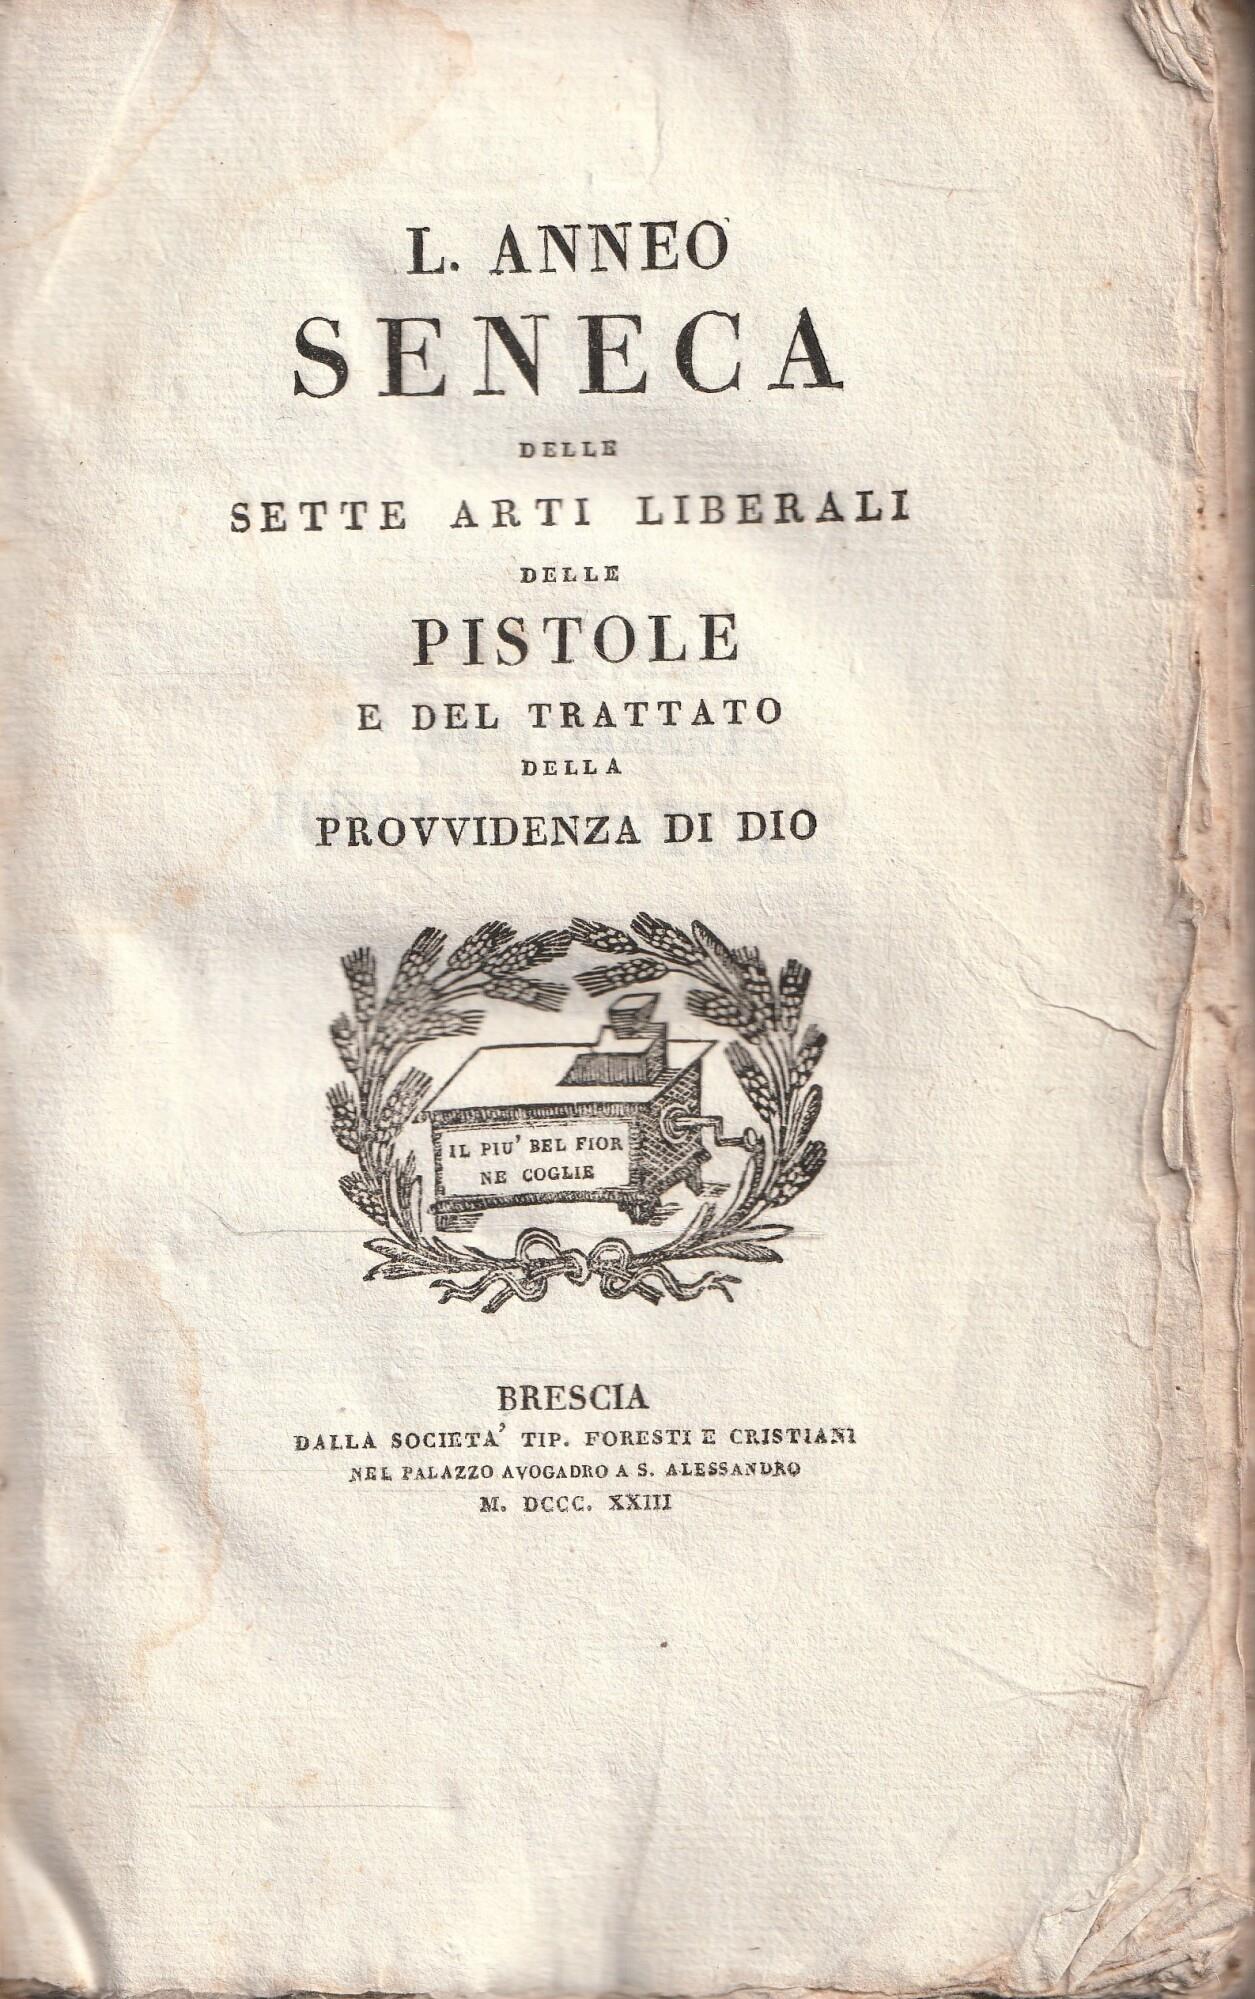 L. ANNEO
SENECA
DELLE
SETTE ARTI LIBERALI
DELLE
PISTOLE
E DEL TRATTATO
DELLA
PROVVIDENZA DI DIO
IL PIU' BEL FIOR
NE COGLIE
BRESCIA
DALLA SOCIETA' TIP. FORESTI E CRISTIANI
NEL PALAZZO AVOGADRO A S. ALESSANDRO
M. DCCC. XXIII